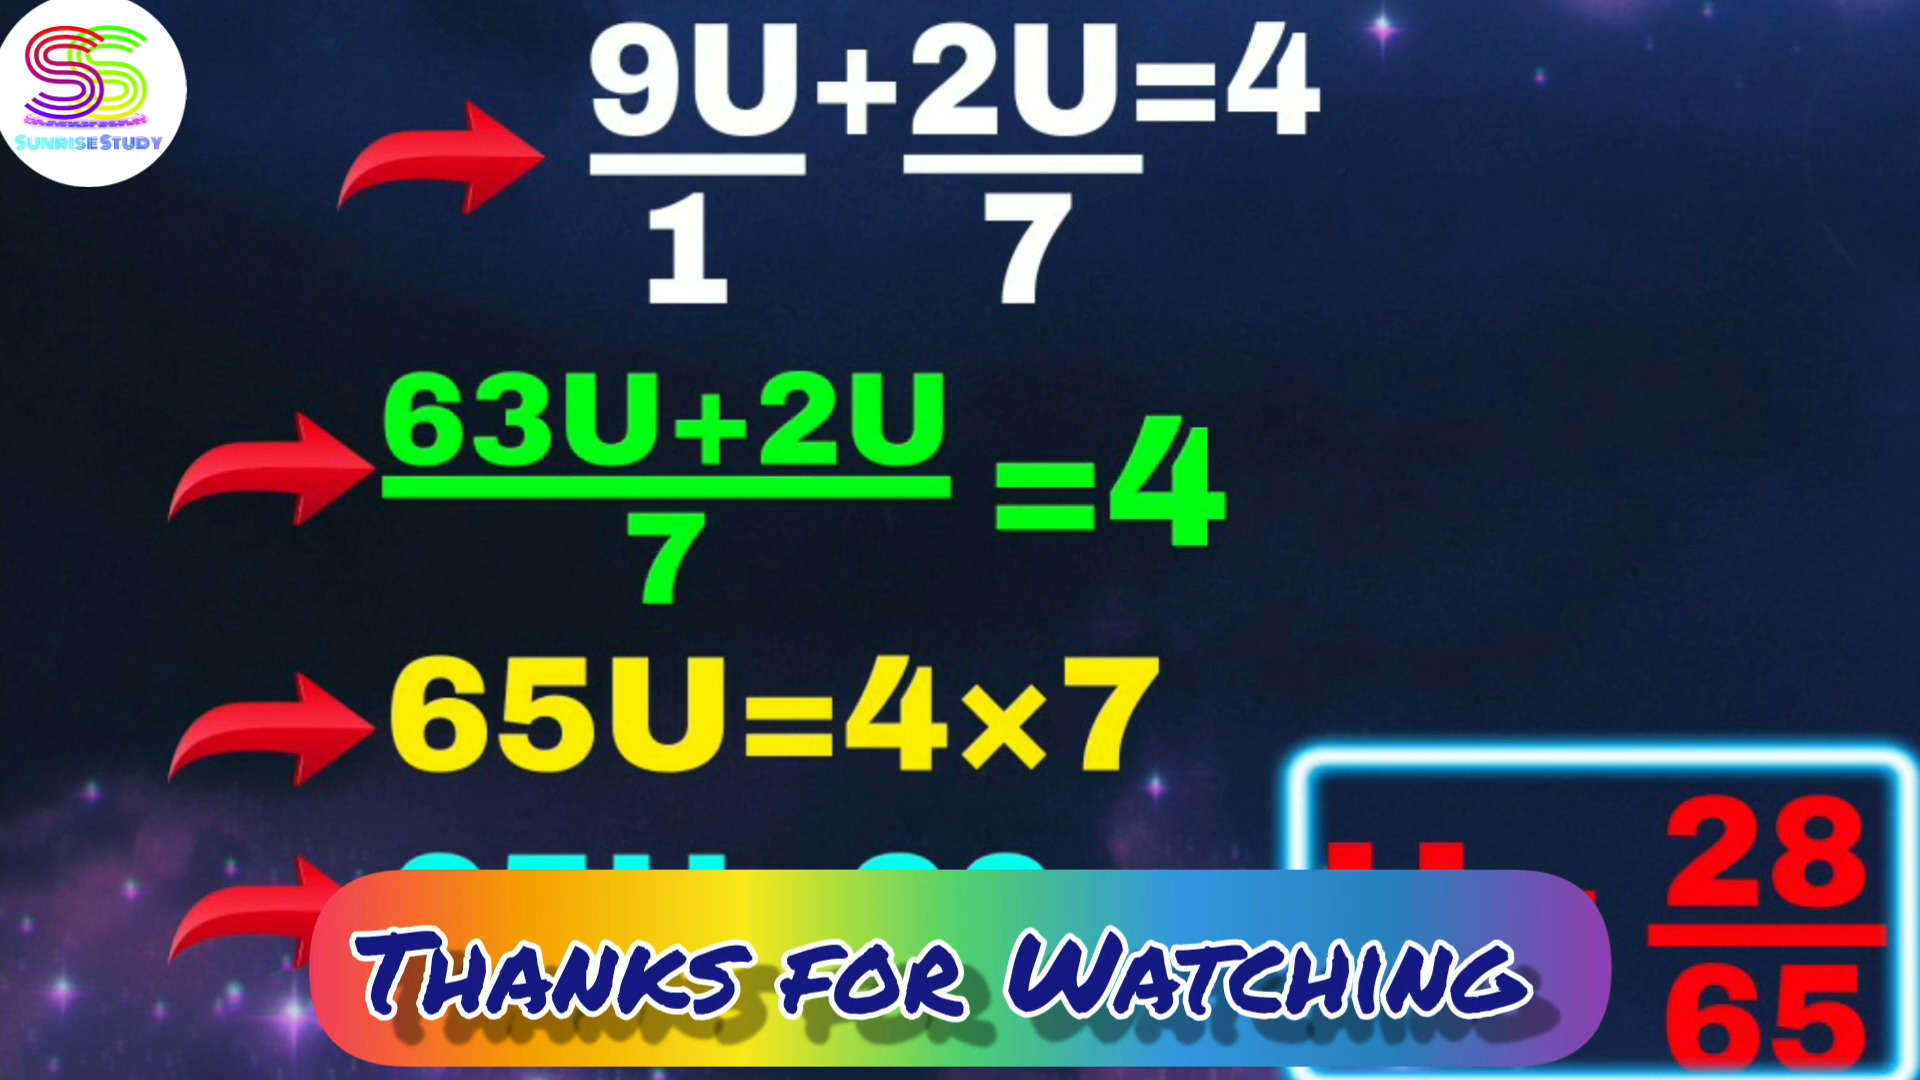 SS
SUNRISE STUDY
9U+2U=4
1 7
63U+2U
=4
7
65U=4×7
28
65
THANKS FOR WATCHING